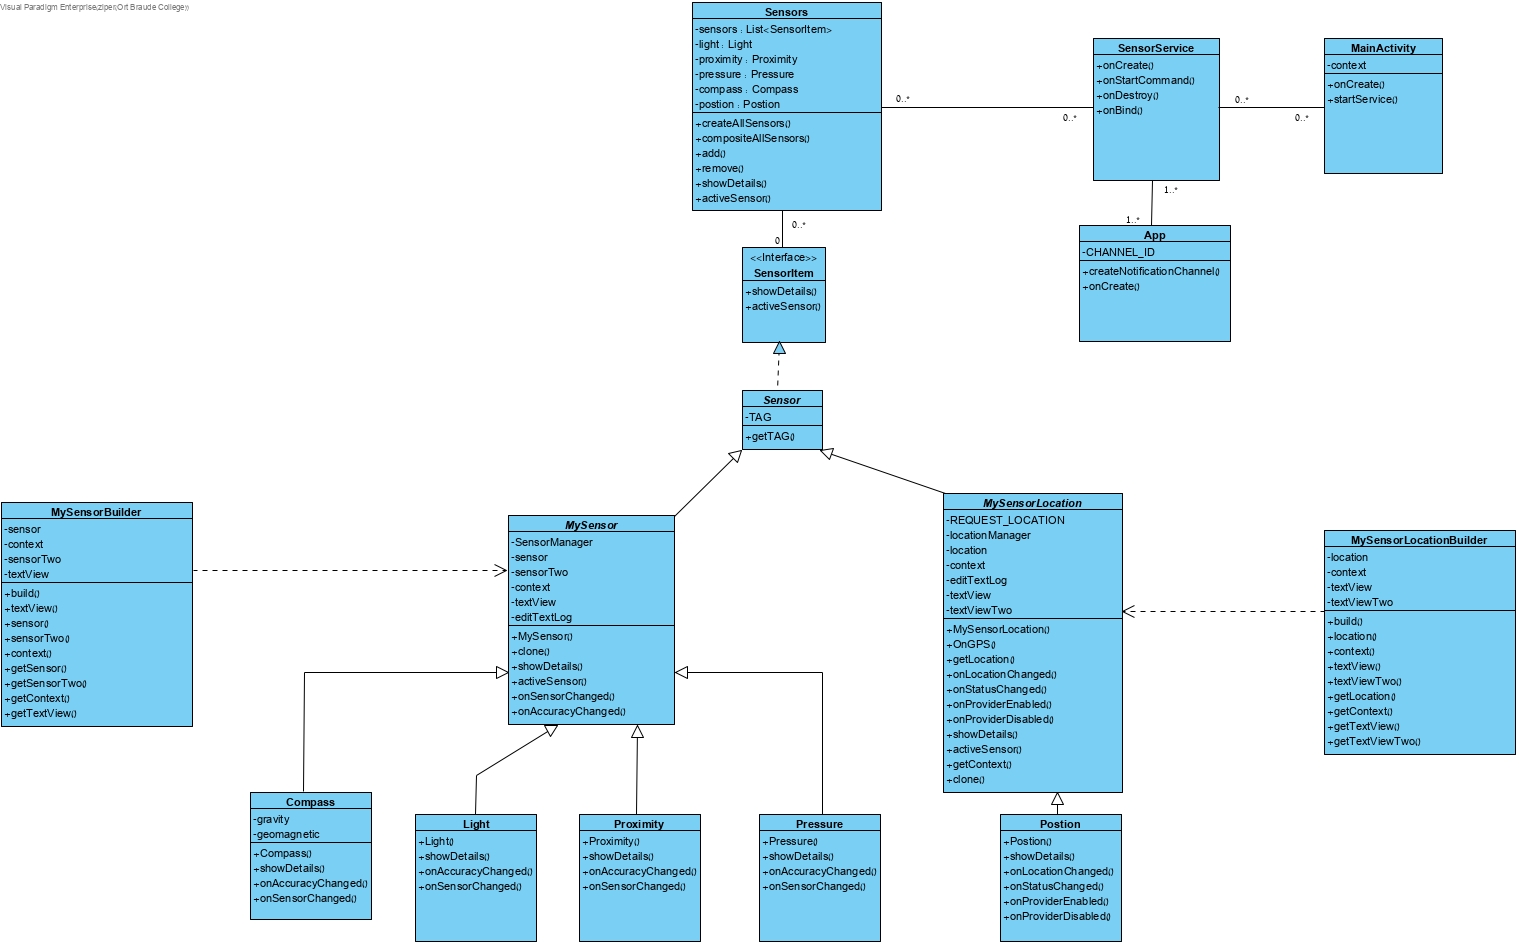 Visual Paradigm Enterprise(ziper(Ort Braude College))
Sensors
-sensors : List<SensorItem>
-light : Light
-proximity : Proximity
-pressure : Pressure
-compass : Compass
-postion : Postion
+createAllSensors()
+compositeAllSensors()
+add()
+remove()
+showDetails()
+activeSensor()
0..*
0..*
SensorService
+onCreate()
+onStartCommand()
+onDestroy()
+onBind()
0..*
0..*
MainActivity
-context
+onCreate()
+startService()
1..*
1..*
App
-CHANNEL_ID
+createNotificationChannel()
+onCreate()
0..*
0
<<Interface>>
SensorItem
+showDetails()
+activeSensor()
Sensor
-TAG
+getTAG()
MySensorBuilder
-sensor
-context
-sensorTwo
-textView
+build()
+textView()
+sensor()
+sensorTwo()
+context()
+getSensor()
+getSensorTwo()
+getContext()
+getTextView()
MySensor
-SensorManager
-sensor
-sensorTwo
-context
-textView
-editTextLog
+MySensor()
+clone()
+showDetails()
+activeSensor()
+onSensorChanged()
+onAccuracyChanged()
MySensorLocation
-REQUEST_LOCATION
-locationManager
-location
-context
-editTextLog
-textView
-textViewTwo
+MySensorLocation()
+OnGPS()
+getLocation()
+onLocationChanged()
+onStatusChanged()
+onProviderEnabled()
+onProviderDisabled()
+showDetails()
+activeSensor()
+getContext()
+clone()
MySensorLocationBuilder
-location
-context
-textView
-textViewTwo
+build()
+location()
+context()
+textView()
+textViewTwo()
+getLocation()
+getContext()
+getTextView()
+getTextViewTwo()
Compass
-gravity
-geomagnetic
+Compass()
+showDetails()
+onAccuracyChanged()
+onSensorChanged()
Light
+Light()
+showDetails()
+onAccuracyChanged()
+onSensorChanged()
Proximity
+Proximity()
+showDetails()
+onAccuracyChanged()
+onSensorChanged()
Pressure
+Pressure()
+showDetails()
+onAccuracyChanged()
+onSensorChanged()
Postion
+Postion()
+showDetails()
+onLocationChanged()
+onStatusChanged()
+onProviderEnabled()
+onProviderDisabled()